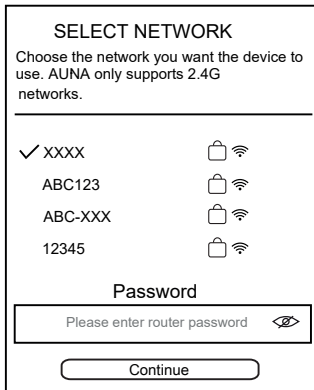 SELECT NETWORK
Choose the network you want the device to
use. AUNA only supports 2.4G
networks.
XXXX
ABC123
ABC-XXX
12345
Password
Please enter router password
Continue